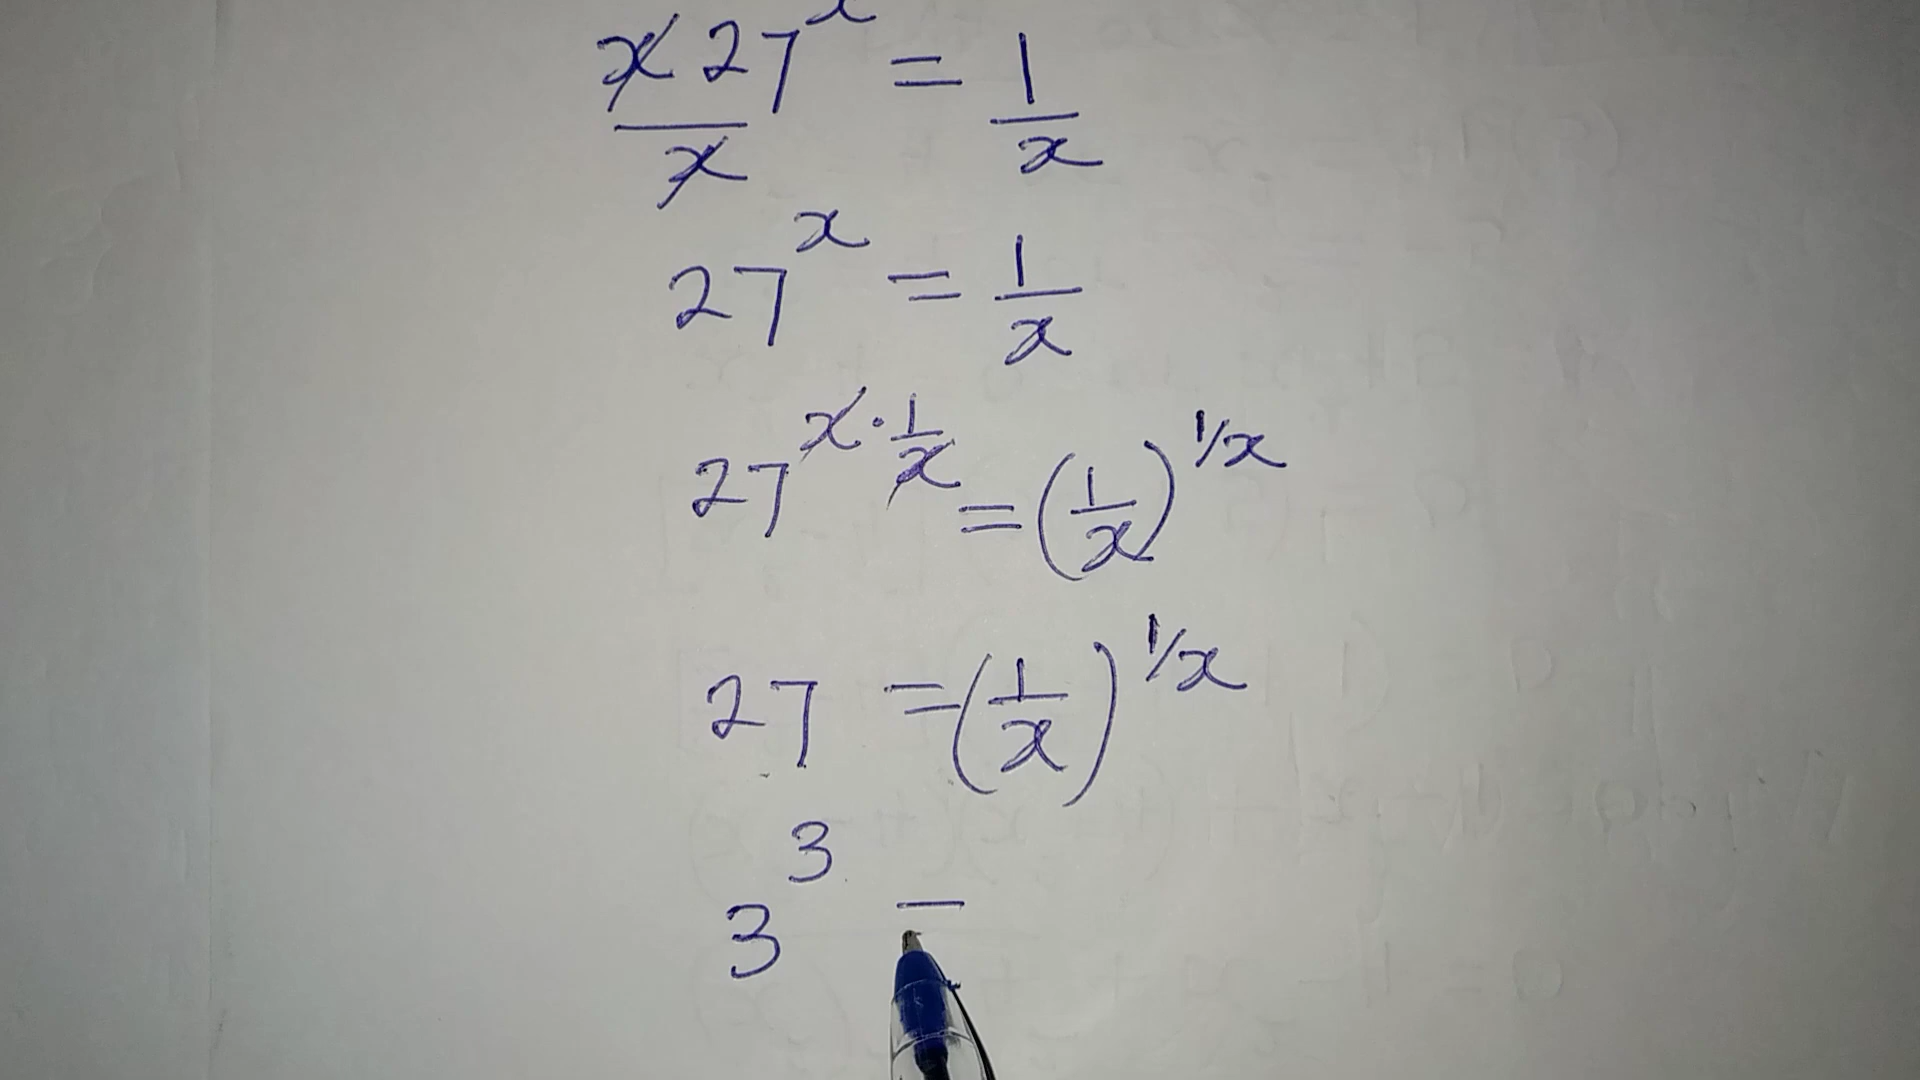 x 27^x / x = 1/x
27^x = 1/x
27^(x · 1/x) = (1/x)^(1/x)
27 = (1/x)^(1/x)
3^3 –